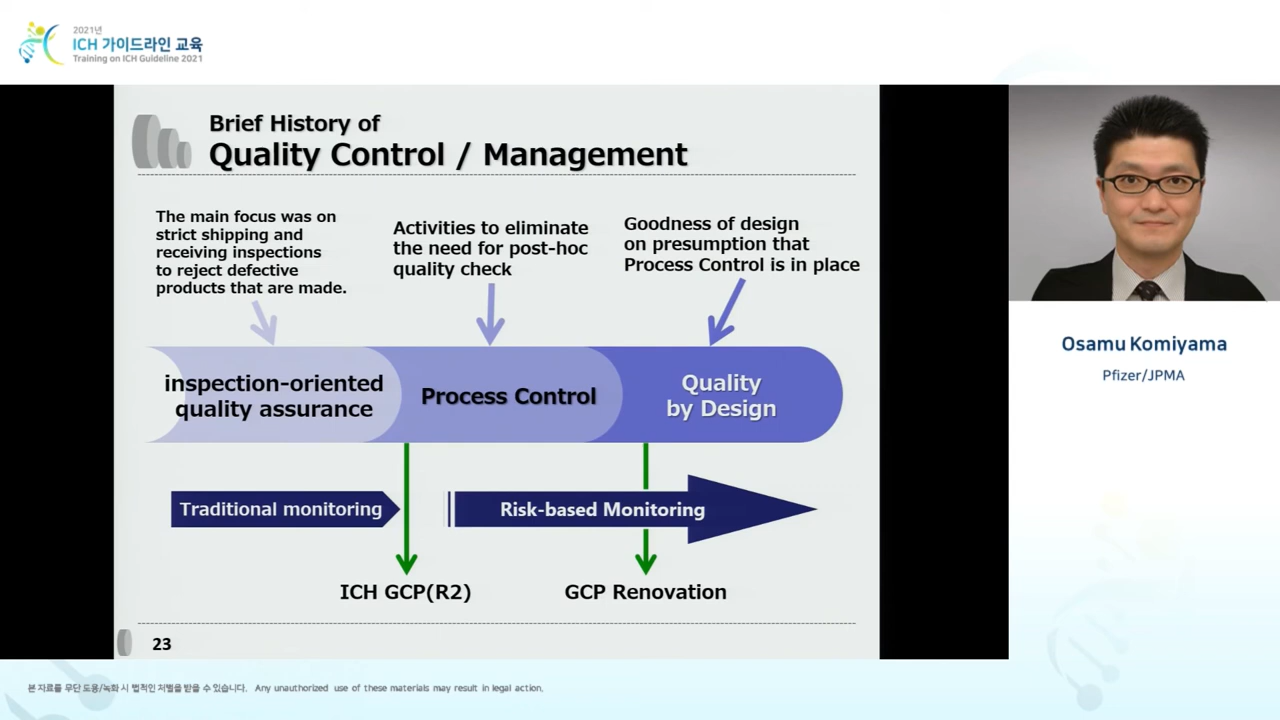 2021년
ICH 가이드라인 교육
Training on ICH Guideline 2021
Brief History of
Quality Control / Management
The main focus was on
strict shipping and
receiving inspections
to reject defective
products that are made.
Activities to eliminate
the need for post-hoc
quality check
Goodness of design
on presumption that
Process Control is in place
inspection-oriented
quality assurance
Process Control
Quality
by Design
Traditional monitoring
Risk-based Monitoring
ICH GCP(R2)
GCP Renovation
23
Osamu Komiyama
Pfizer/JPMA
본 자료를 무단 도용/녹화 시 법적인 처벌을 받을 수 있습니다. Any unauthorized use of these materials may result in legal action.